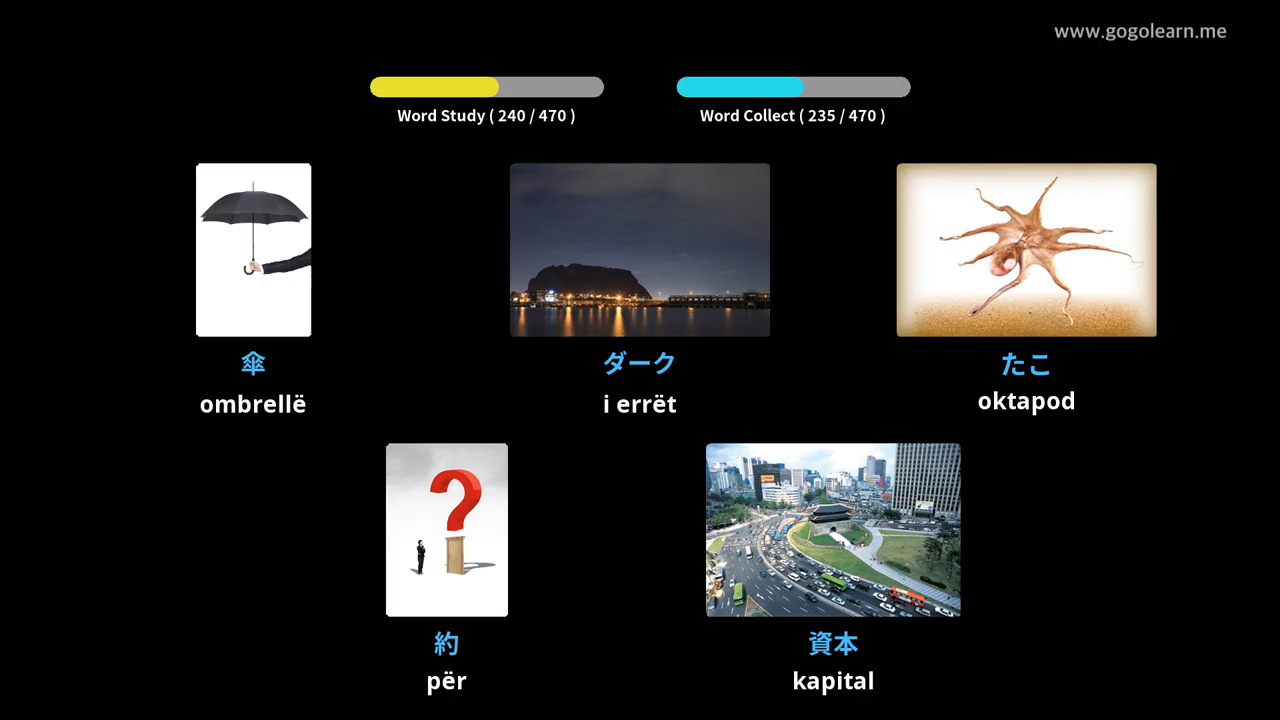 www.gogolearn.me
Word Study ( 240 / 470 )
Word Collect ( 235 / 470 )
傘
ombrellë
ダーク
i errët
たこ
oktapod
約
për
資本
kapital